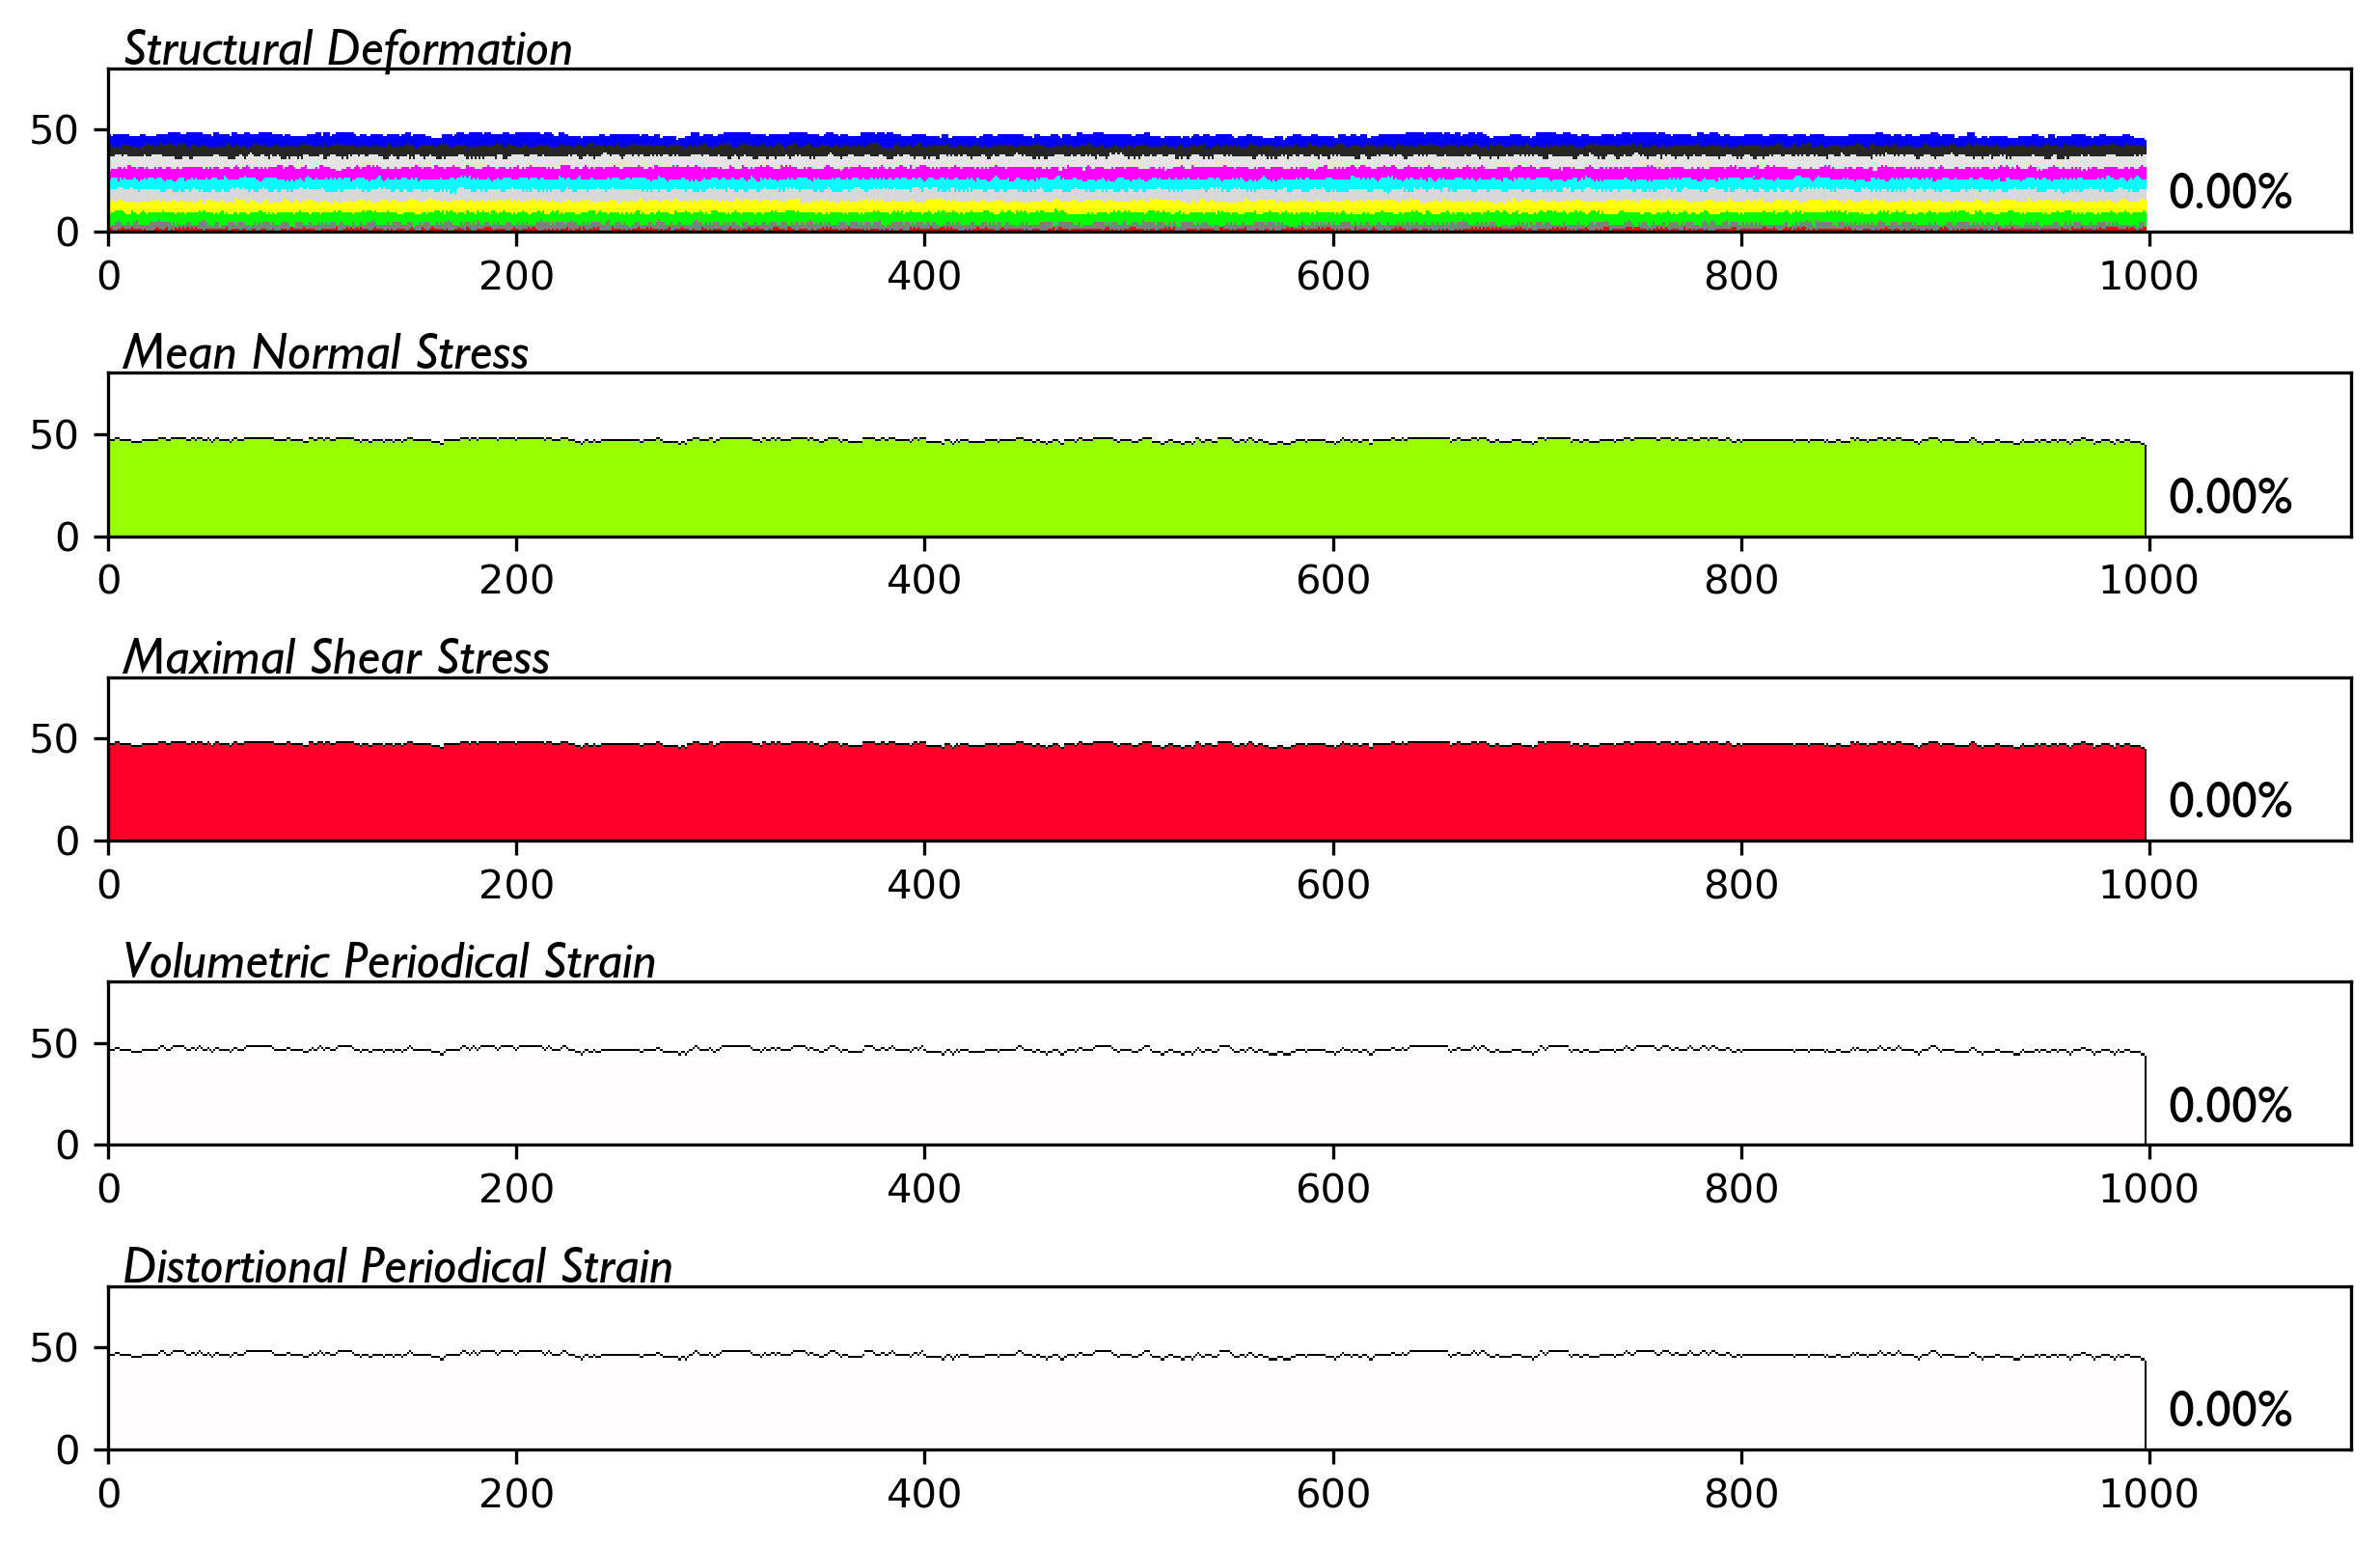 Structural Deformation
50
0
0.00%
0 200 400 600 800 1000
Mean Normal Stress
50
0
0.00%
0 200 400 600 800 1000
Maximal Shear Stress
50
0
0.00%
0 200 400 600 800 1000
Volumetric Periodical Strain
50
0
0.00%
0 200 400 600 800 1000
Distortional Periodical Strain
50
0
0.00%
0 200 400 600 800 1000